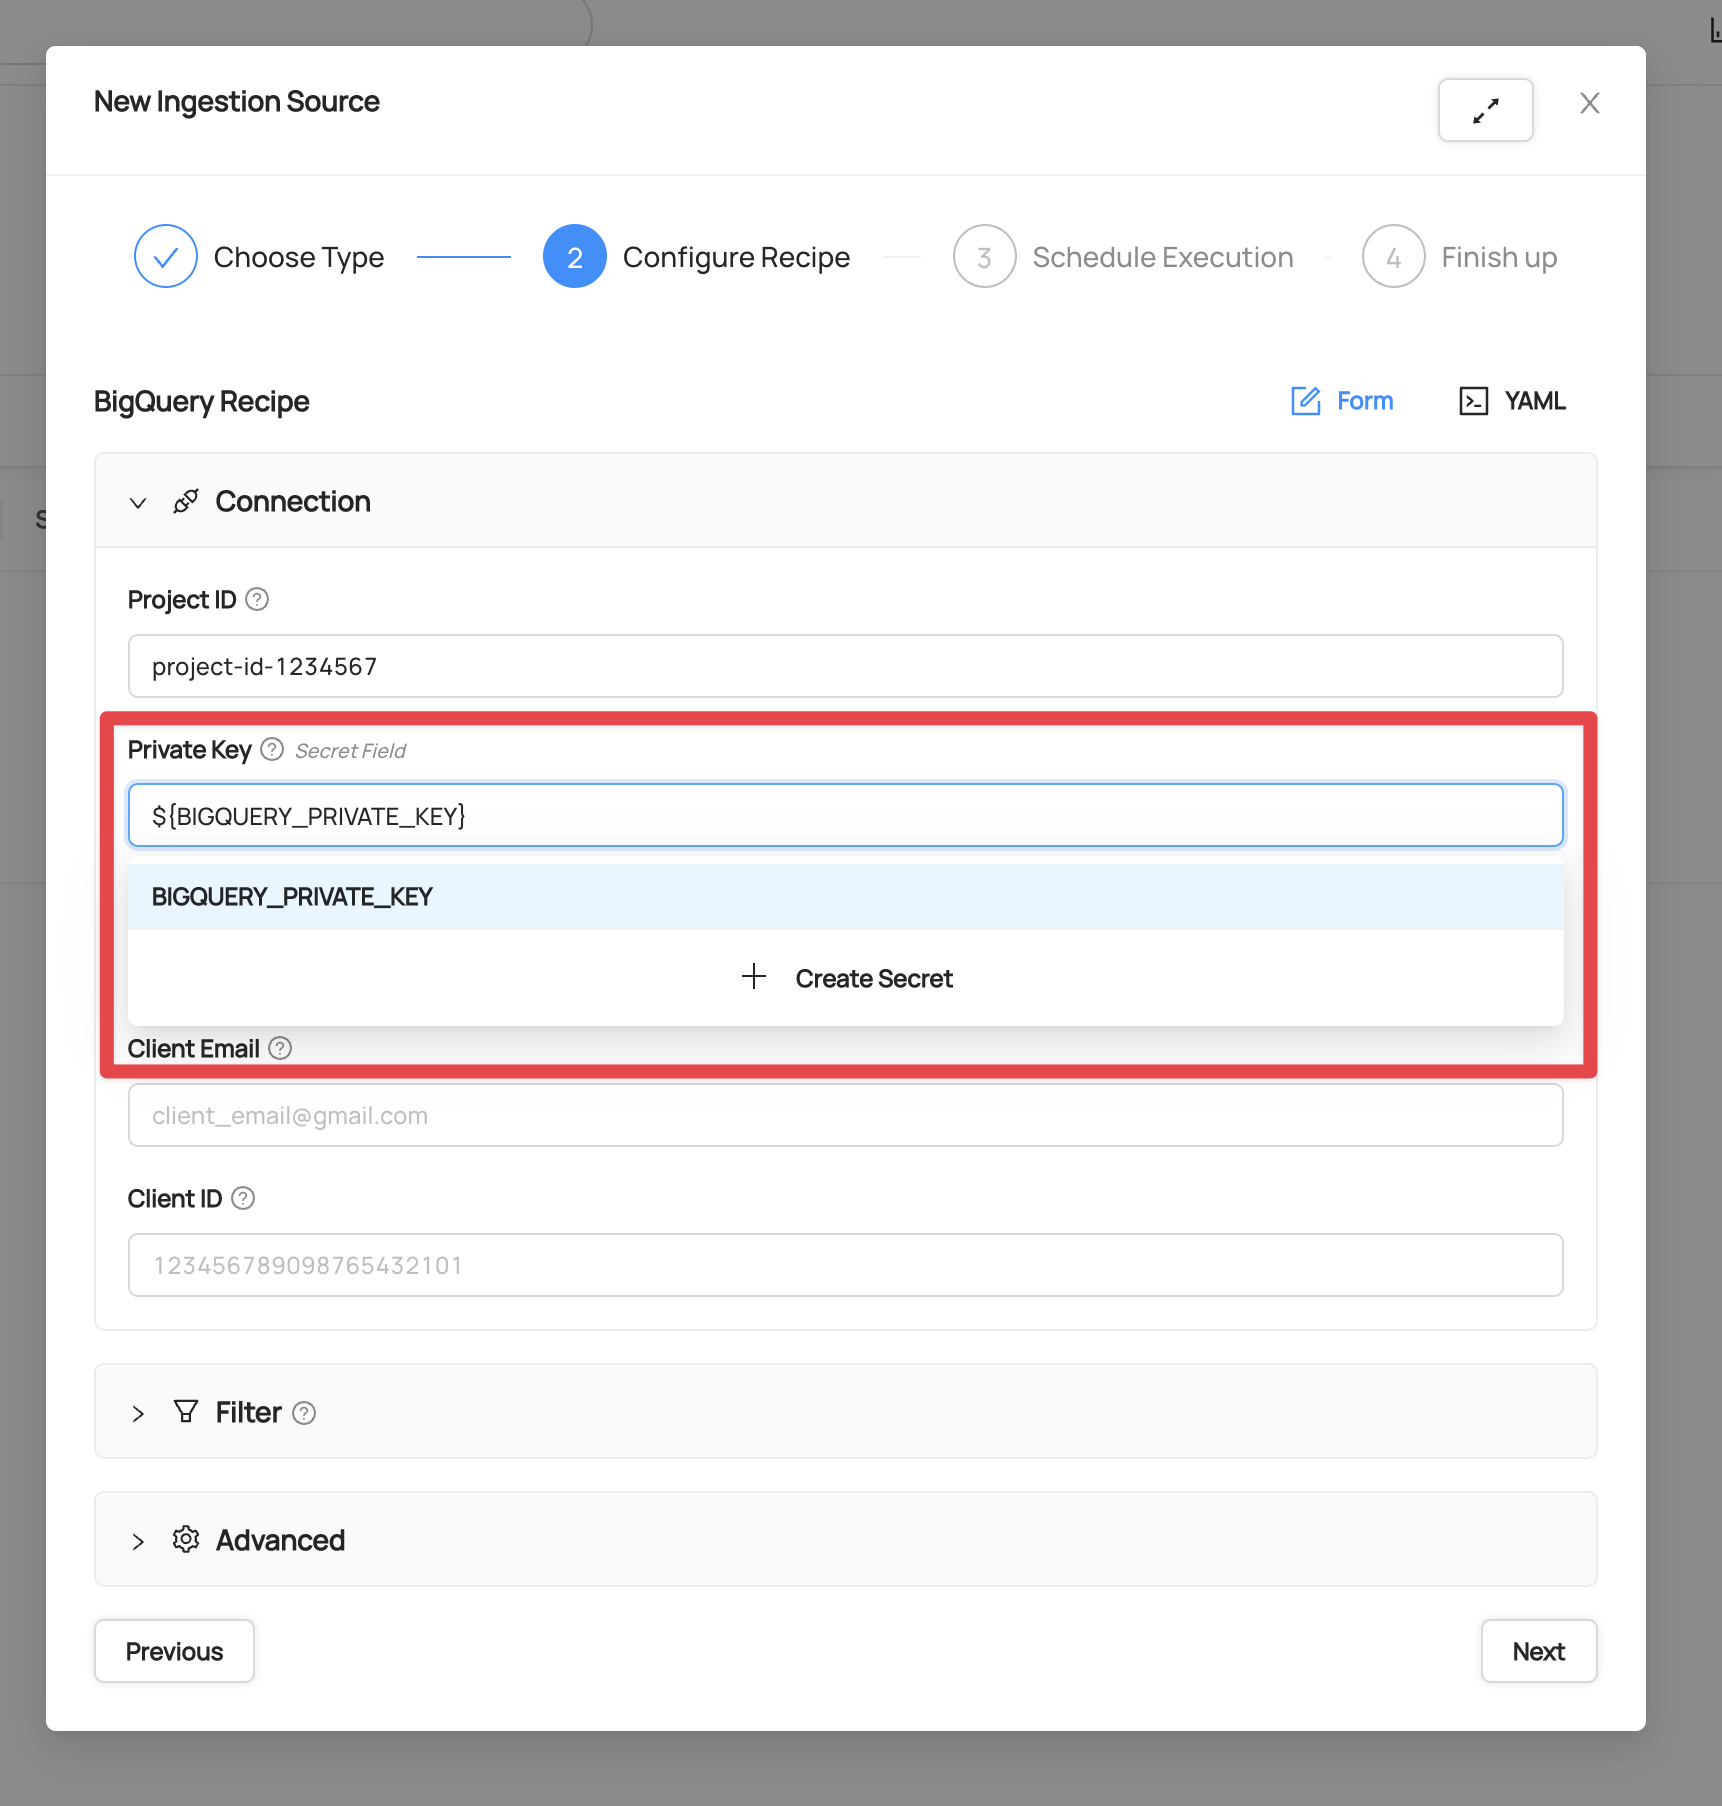 New Ingestion Source
Choose Type
2 Configure Recipe
3 Schedule Execution
4 Finish up
BigQuery Recipe
Form
YAML
Connection
Project ID ?
project-id-1234567
Private Key ? Secret Field
${BIGQUERY_PRIVATE_KEY}
BIGQUERY_PRIVATE_KEY
+ Create Secret
Client Email ?
client_email@gmail.com
Client ID ?
123456789098765432101
Filter ?
Advanced
Previous
Next